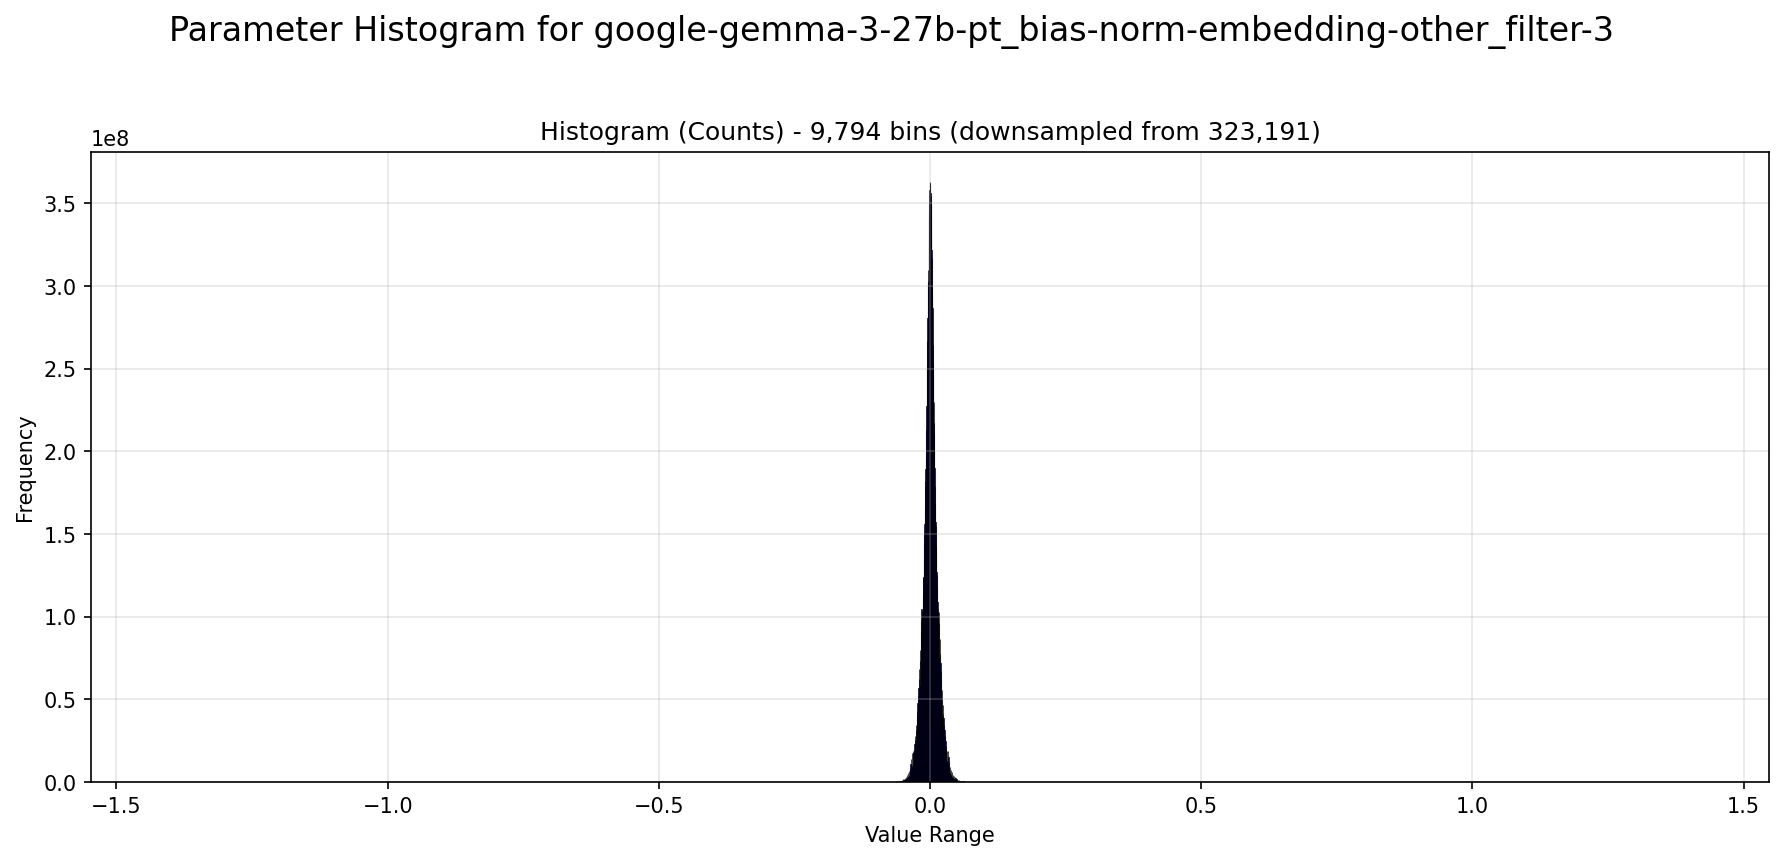 Parameter Histogram for google-gemma-3-27b-pt_bias-norm-embedding-other_filter-3
Histogram (Counts) - 9,794 bins (downsampled from 323,191)
1e8
3.5
3.0
2.5
2.0
1.5
1.0
0.5
0.0
Frequency
−1.5 −1.0 −0.5 0.0 0.5 1.0 1.5
Value Range